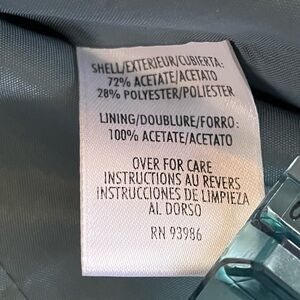 SHELL/EXTERIEUR/CUBIERTA:
72% ACETATE/ACETATO
28% POLYESTER/POLIESTER
LINING/DOUBLURE/FORRO:
100% ACETATE/ACETATO
OVER FOR CARE
INSTRUCTIONS AU REVERS
INSTRUCCIONES DE LIMPIEZA
AL DORSO
RN 93986